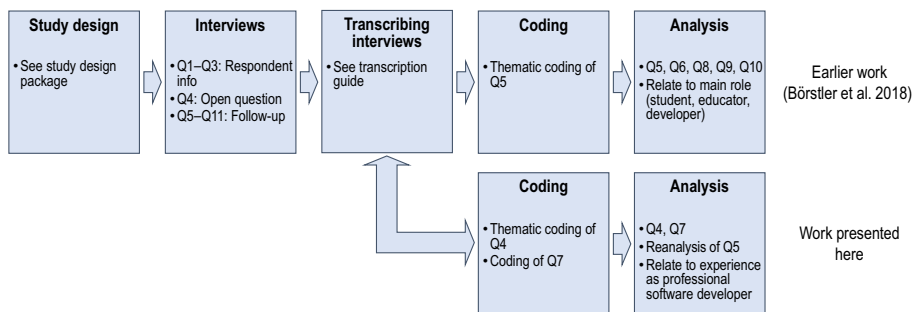 Study design
• See study design
package
Interviews
• Q1–Q3: Respondent
info
• Q4: Open question
• Q5–Q11: Follow-up
Transcribing
interviews
• See transcription
guide
Coding
• Thematic coding of
Q5
Analysis
• Q5, Q6, Q8, Q9, Q10
• Relate to main role
(student, educator,
developer)
Earlier work
(Börstler et al. 2018)
Coding
• Thematic coding of
Q4
• Coding of Q7
Analysis
• Q4, Q7
• Reanalysis of Q5
• Relate to experience
as professional
software developer
Work presented
here